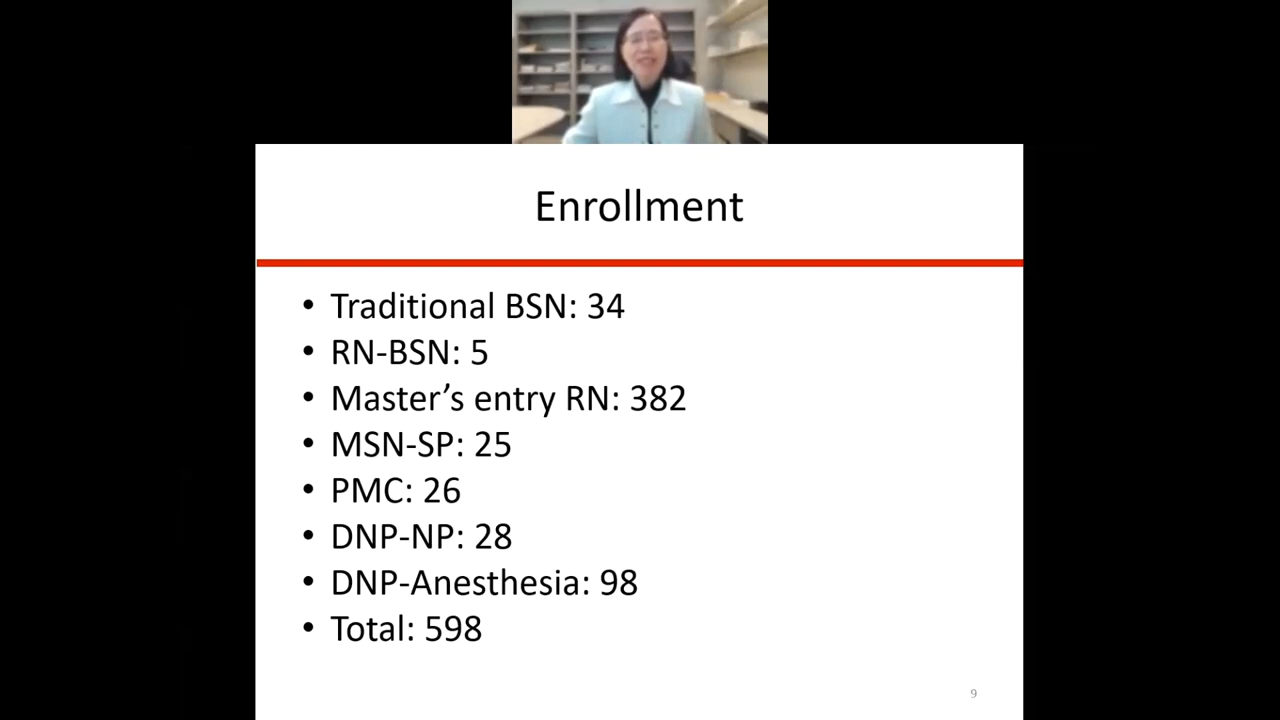 Enrollment
• Traditional BSN: 34
• RN-BSN: 5
• Master’s entry RN: 382
• MSN-SP: 25
• PMC: 26
• DNP-NP: 28
• DNP-Anesthesia: 98
• Total: 598
9